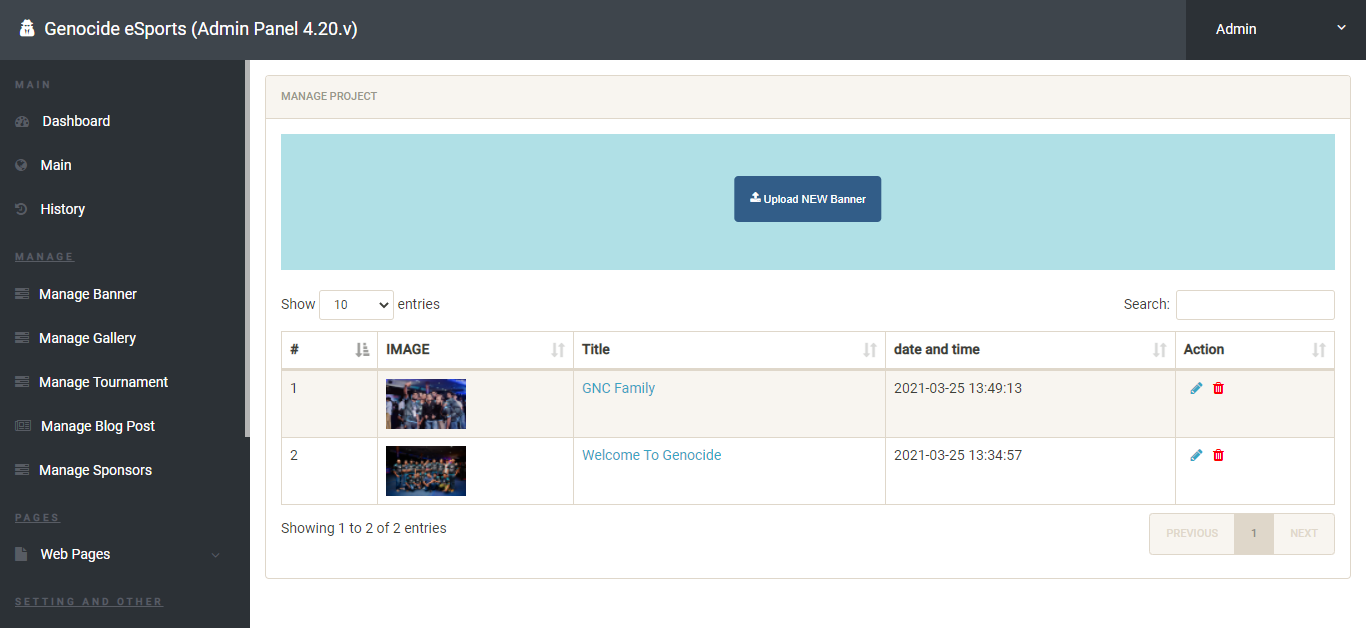 Genocide eSports (Admin Panel 4.20.v)
Admin
MAIN
Dashboard
Main
History
MANAGE
Manage Banner
Manage Gallery
Manage Tournament
Manage Blog Post
Manage Sponsors
PAGES
Web Pages
SETTING AND OTHER
MANAGE PROJECT
Upload NEW Banner
Show 10 entries
Search:
# IMAGE Title date and time Action
1 GNC Family 2021-03-25 13:49:13
2 Welcome To Genocide 2021-03-25 13:34:57
Showing 1 to 2 of 2 entries
PREVIOUS 1 NEXT